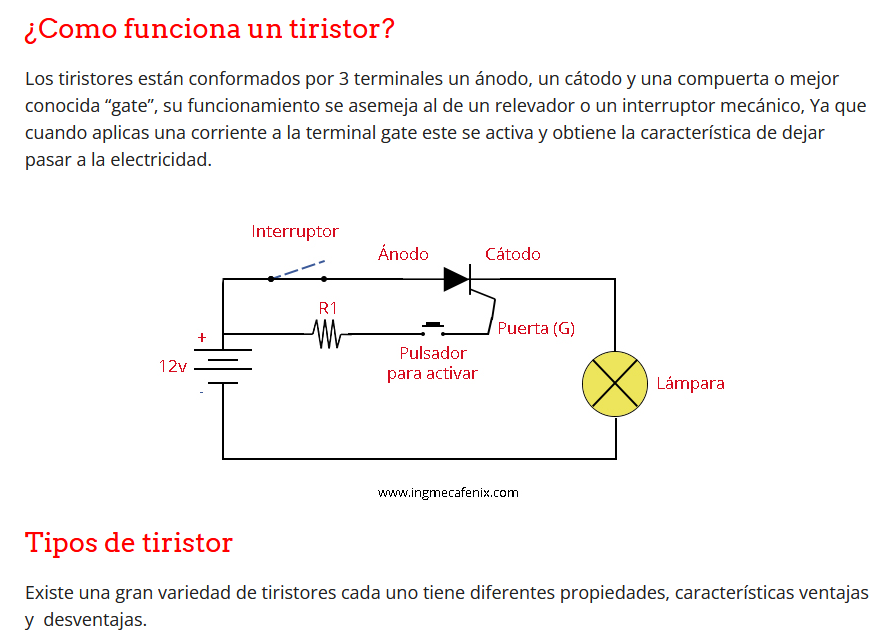 ¿Como funciona un tiristor?
Los tiristores están conformados por 3 terminales un ánodo, un cátodo y una compuerta o mejor
conocida “gate”, su funcionamiento se asemeja al de un relevador o un interruptor mecánico, Ya que
cuando aplicas una corriente a la terminal gate este se activa y obtiene la característica de dejar
pasar a la electricidad.
Interruptor
Ánodo
Cátodo
R1
Puerta (G)
+
Pulsador
para activar
12v
-
Lámpara
www.ingmecafenix.com
Tipos de tiristor
Existe una gran variedad de tiristores cada uno tiene diferentes propiedades, características ventajas
y  desventajas.